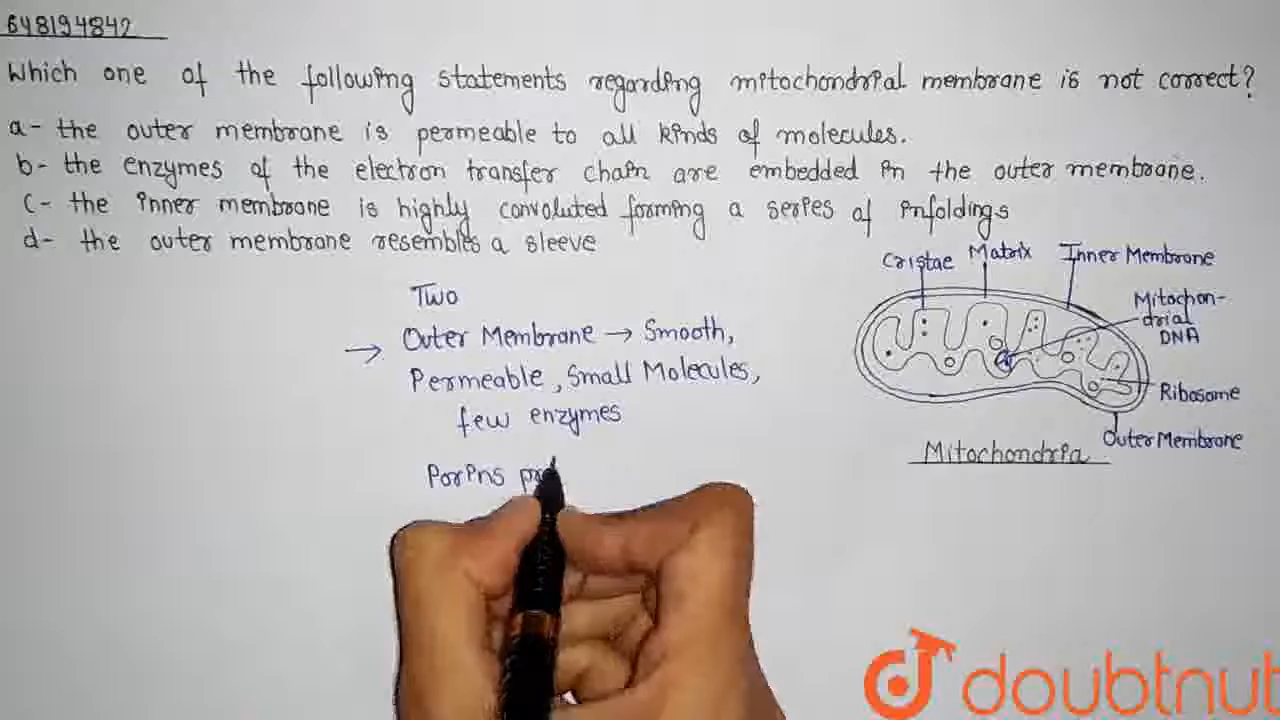 648194842
Which one of the following statements regarding mitochondrial membrane is not correct?
a- the outer membrane is permeable to all kinds of molecules.
b- the enzymes of the electron transfer chain are embedded in the outer membrane.
c- the inner membrane is highly convoluted forming a series of infoldings
d- the outer membrane resembles a sleeve
Two
→ Outer Membrane → Smooth,
Permeable, Small Molecules,
few enzymes
Porins
Cristae
Matrix
Inner Membrane
Mitochon-
drial
DNA
Ribosome
Outer Membrane
Mitochondria
doubtnut